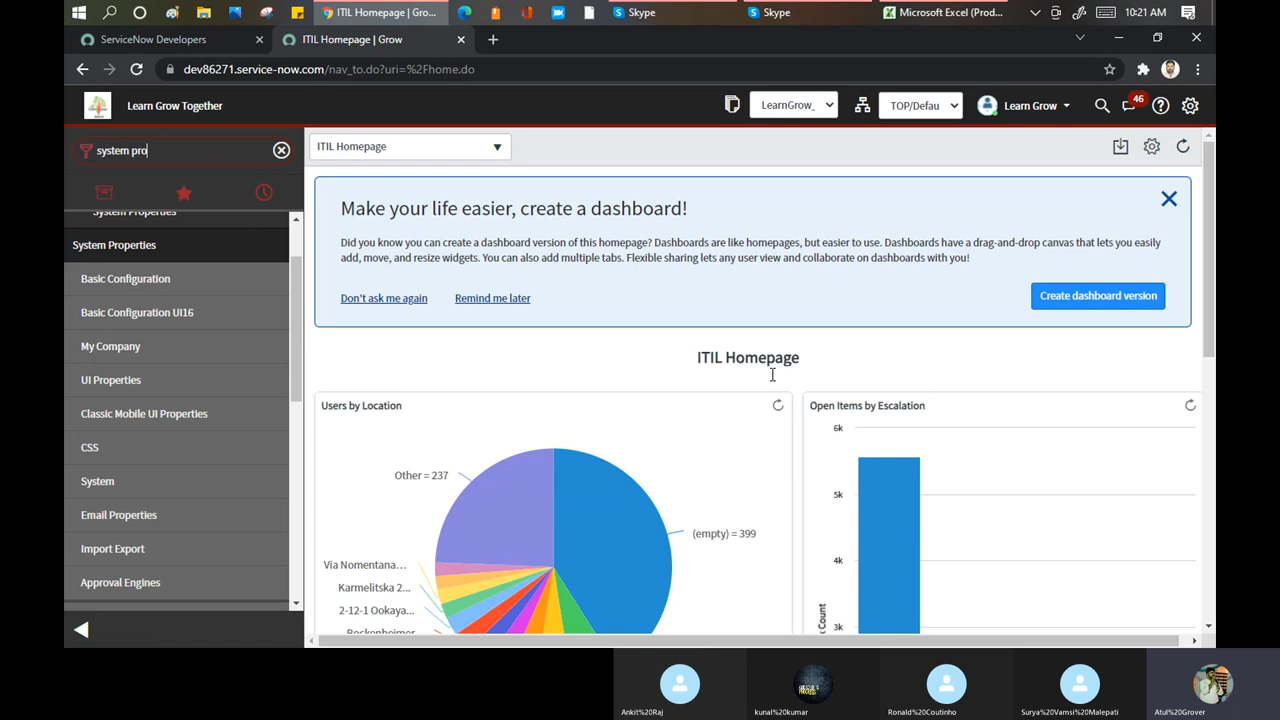 ITIL Homepage | Gro...
Skype
Skype
Microsoft Excel (Prod...
10:21 AM
ServiceNow Developers
ITIL Homepage | Grow
dev86271.service-now.com/nav_to.do?uri=%2Fhome.do
Learn Grow Together
LearnGrow_
TOP/Defau
Learn Grow
46
system pro
ITIL Homepage
System Properties
System Properties
Basic Configuration
Basic Configuration UI16
My Company
UI Properties
Classic Mobile UI Properties
CSS
System
Email Properties
Import Export
Approval Engines
Make your life easier, create a dashboard!
Did you know you can create a dashboard version of this homepage? Dashboards are like homepages, but easier to use. Dashboards have a drag-and-drop canvas that lets you easily
add, move, and resize widgets. You can also add multiple tabs. Flexible sharing lets any user view and collaborate on dashboards with you!
Don't ask me again
Remind me later
Create dashboard version
ITIL Homepage
Users by Location
Other = 237
(empty) = 399
Via Nomentana...
Karmelitska 2...
2-12-1 Ookaya...
Bockenheimer
Open Items by Escalation
6k
5k
4k
3k
Count
Ankit%20Raj
kunal%20kumar
Ronald%20Coutinho
Surya%20Vamsi%20Malepati
Atul%20Grover